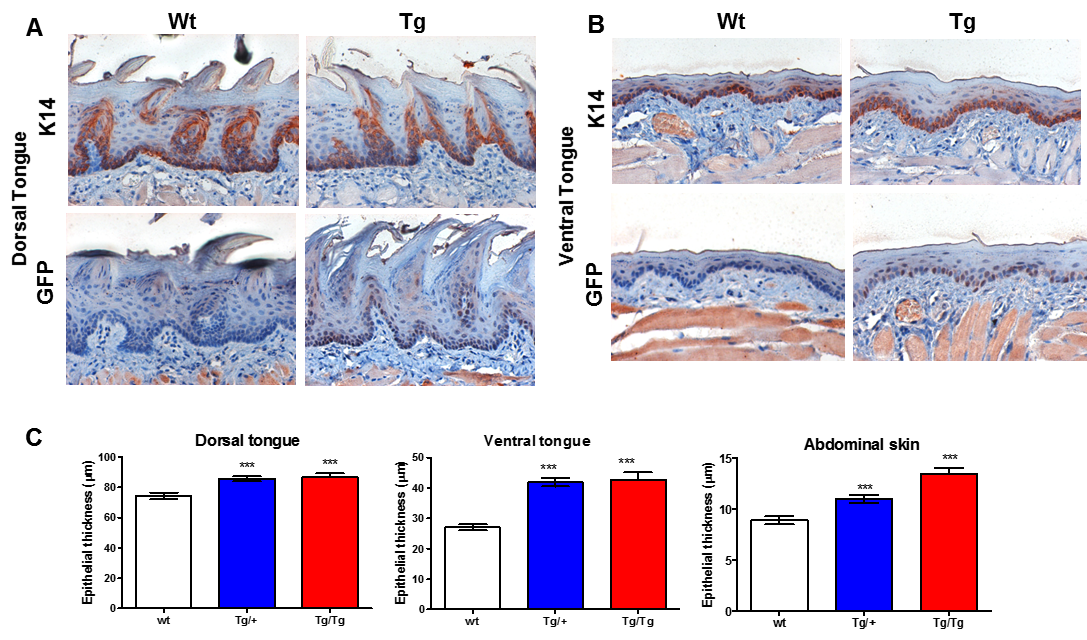 A
Wt
Tg
B
Wt
Tg
Dorsal Tongue
K14
GFP
Ventral Tongue
K14
GFP
C
Dorsal tongue
Epithelial thickness (µm)
100
80
60
40
20
0
***
***
wt
Tg/+
Tg/Tg
Ventral tongue
Epithelial thickness (µm)
50
40
30
20
10
0
***
***
wt
Tg/+
Tg/Tg
Abdominal skin
Epithelial thickness (µm)
15
10
5
0
***
***
wt
Tg/+
Tg/Tg